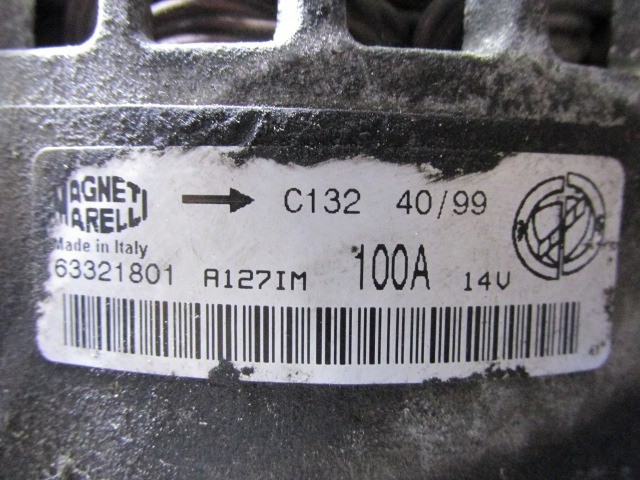 MAGNETI
MARELLI
C132 40/99
Made in Italy
63321801 A127IM 100A 14V